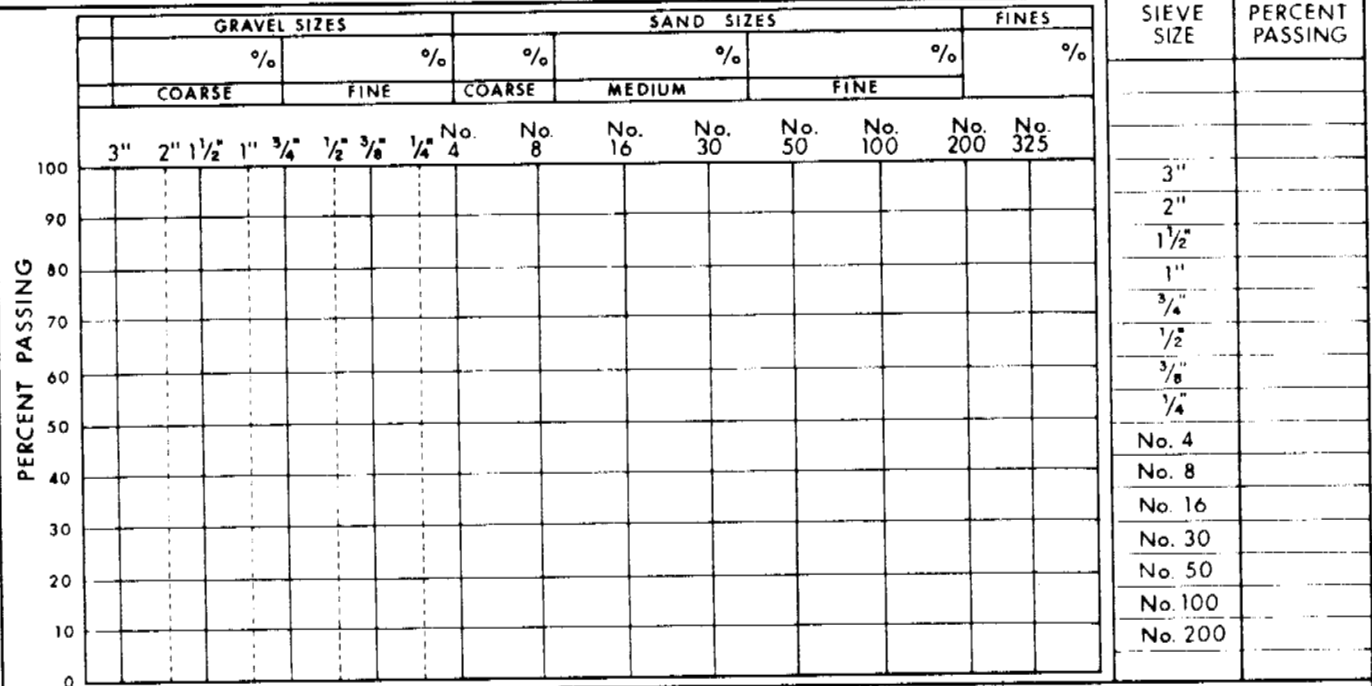 GRAVEL SIZES SAND SIZES FINES
% % % % % %
COARSE FINE COARSE MEDIUM FINE
No. No. No. No. No. No. No. No.
3" 2" 1½" 1" ¾" ½" ⅜" ¼" 4 8 16 30 50 100 200 325
PERCENT PASSING
100
90
80
70
60
50
40
30
20
10
0
SIEVE SIZE PERCENT PASSING
3"
2"
1½"
1"
¾"
½"
⅜"
¼"
No. 4
No. 8
No. 16
No. 30
No. 50
No. 100
No. 200